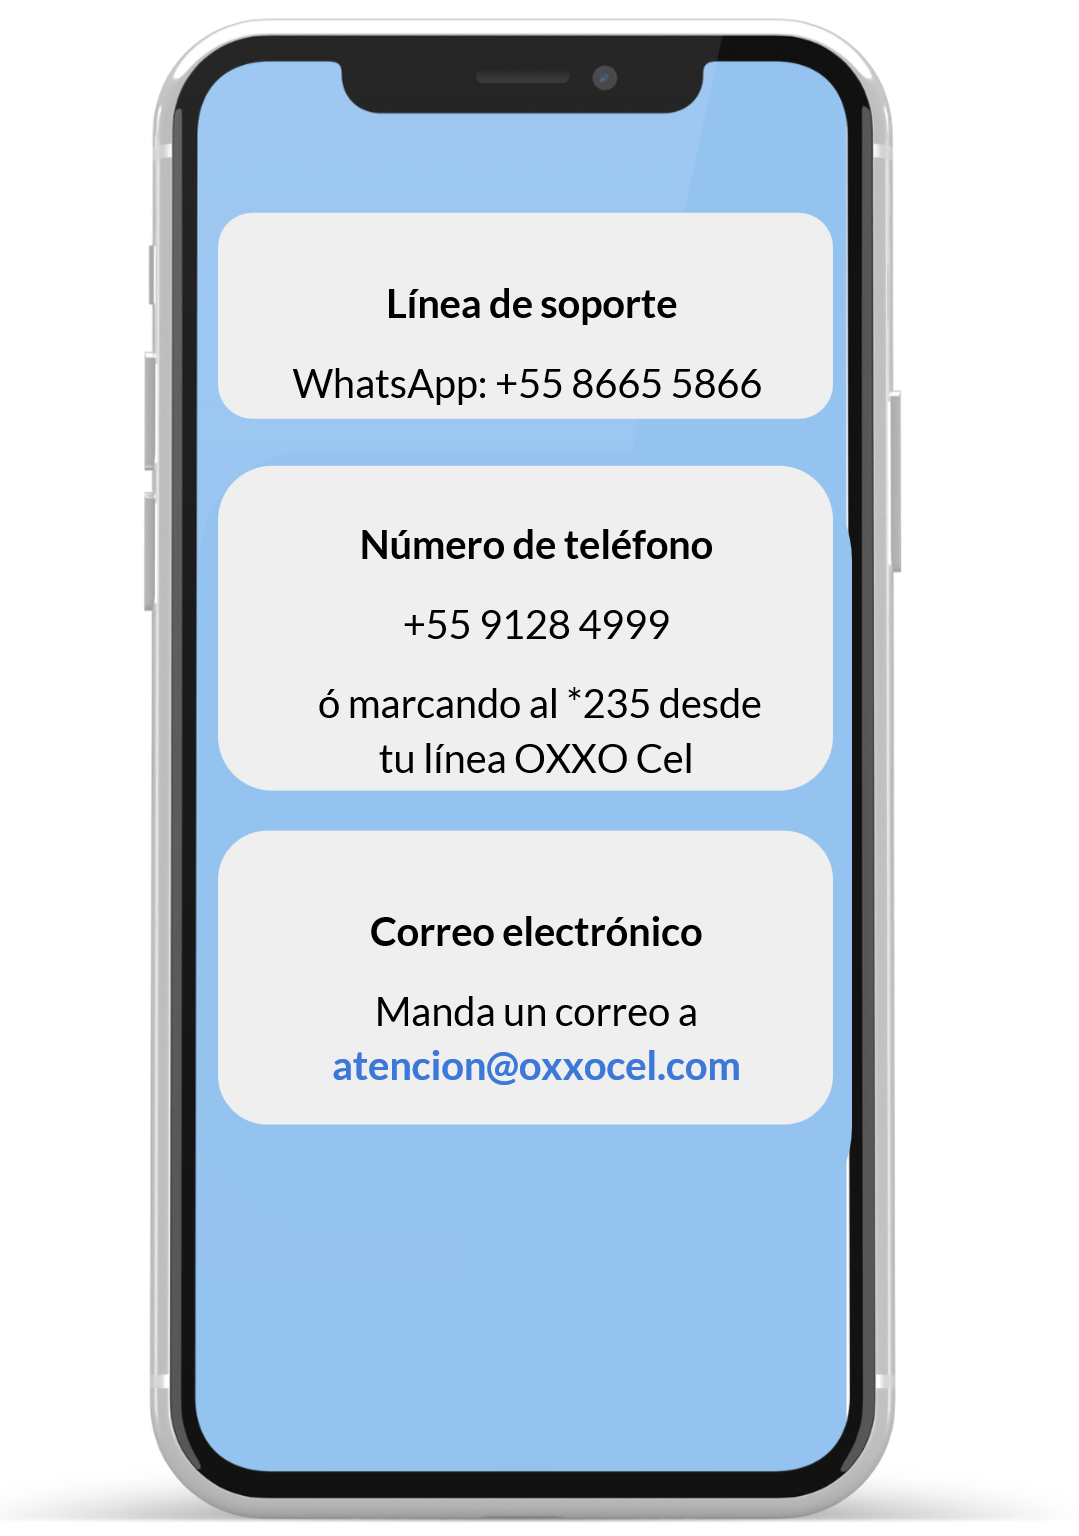 Línea de soporte
WhatsApp: +55 8665 5866
Número de teléfono
+55 9128 4999
ó marcando al *235 desde
tu línea OXXO Cel
Correo electrónico
Manda un correo a
atencion@oxxocel.com